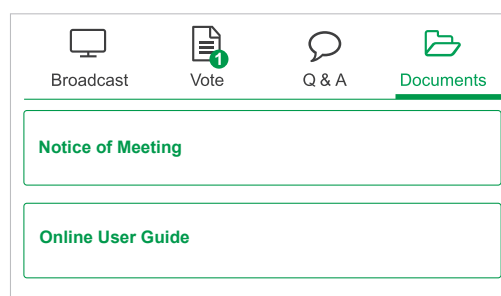 1
Broadcast Vote Q & A Documents
Notice of Meeting
Online User Guide